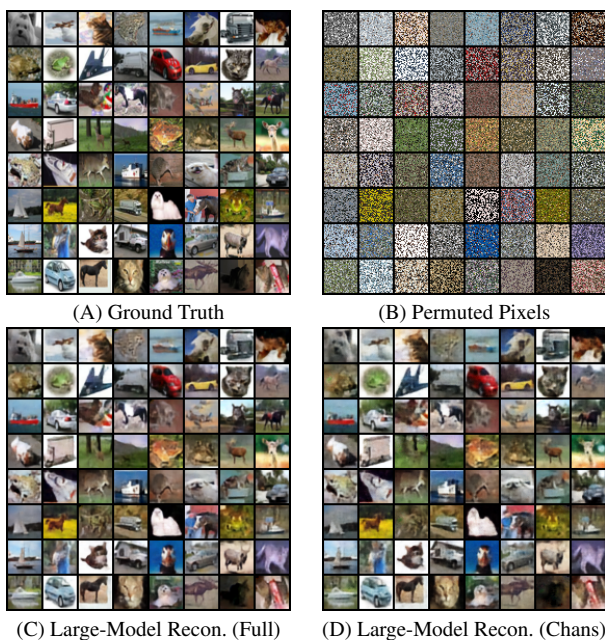 (A) Ground Truth
(B) Permuted Pixels
(C) Large-Model Recon. (Full)
(D) Large-Model Recon. (Chans)